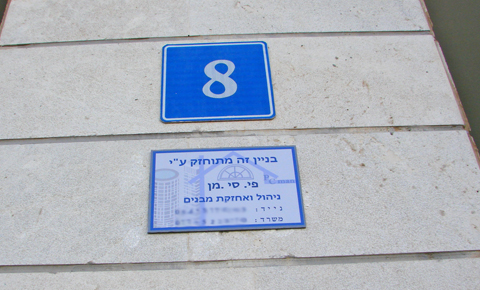 8
בניין זה מתוחזק ע"י
פי. סי .מן
ניהול ואחזקת מבנים
נייד:
משרד: